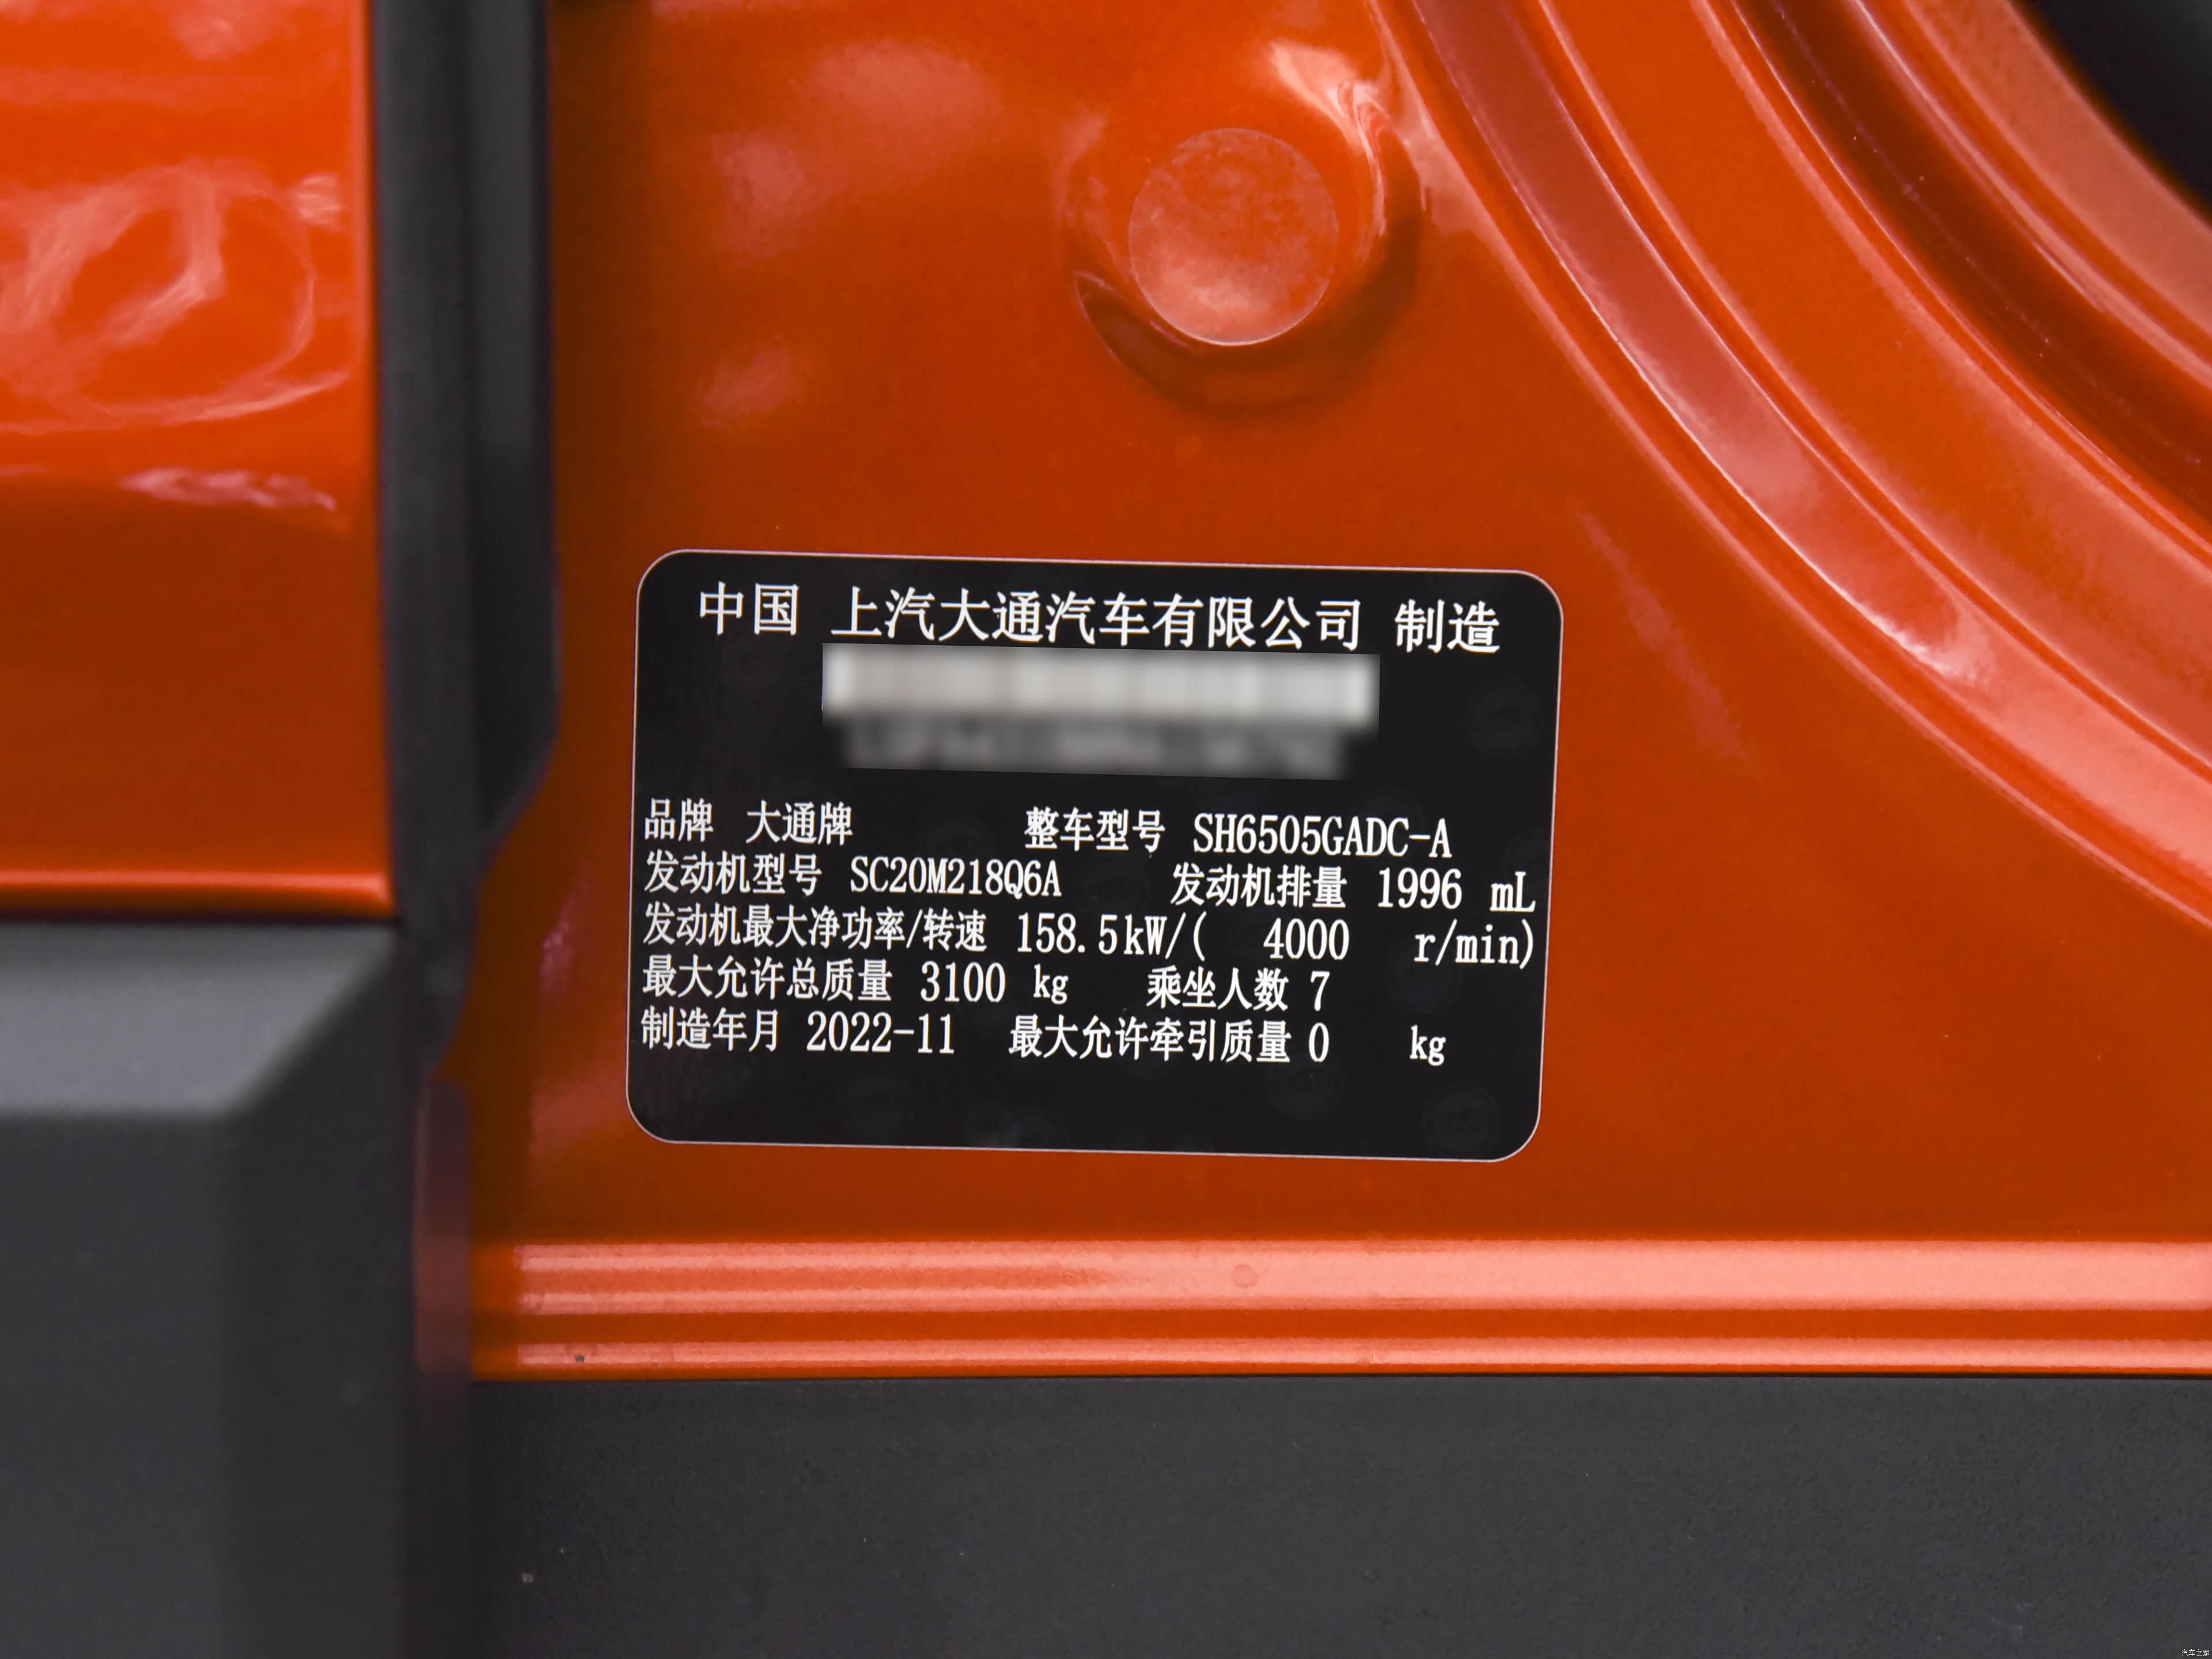 中国 上汽大通汽车有限公司 制造
品牌 大通牌 整车型号 SH6505GADC-A
发动机型号 SC20M218Q6A 发动机排量 1996 mL
发动机最大净功率/转速 158.5kW/( 4000 r/min)
最大允许总质量 3100 kg 乘坐人数 7
制造年月 2022-11 最大允许牵引质量 0 kg
汽车之家